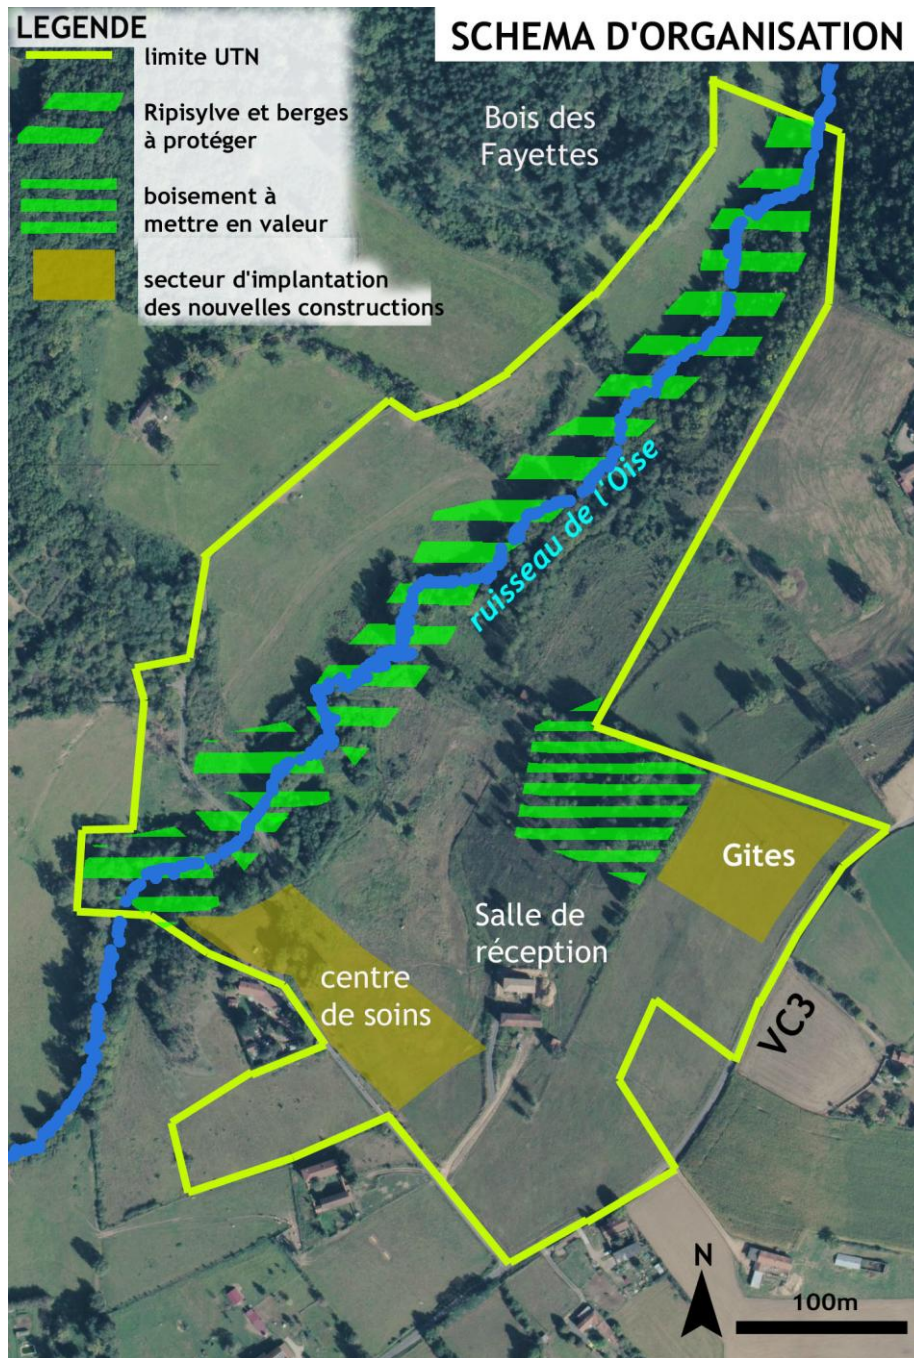 LEGENDE
SCHEMA D'ORGANISATION
limite UTN
Ripisylve et berges
à protéger
boisement à
mettre en valeur
secteur d'implantation
des nouvelles constructions
Bois des
Fayettes
ruisseau de l'Oise
Gites
Salle de
réception
centre
de soins
VC3
N
100m